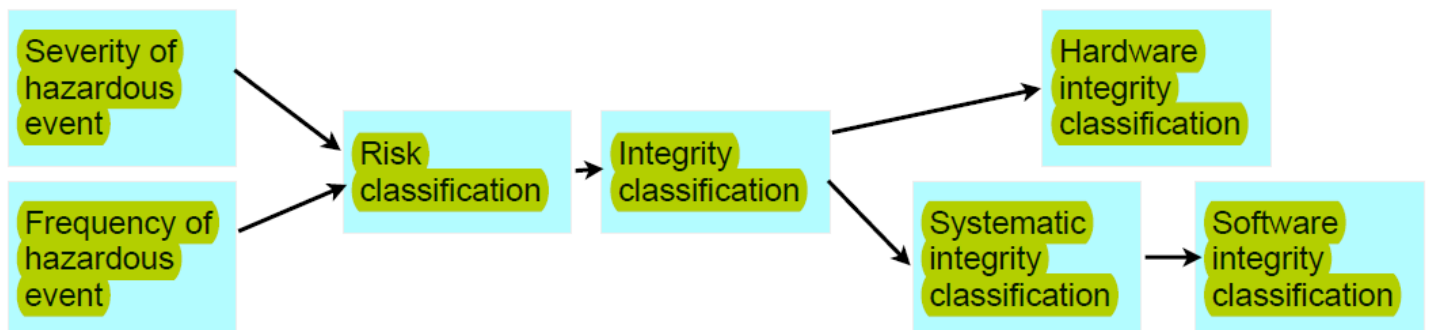 Severity of
hazardous
event
Frequency of
hazardous
event
Risk
classification
Integrity
classification
Hardware
integrity
classification
Systematic
integrity
classification
Software
integrity
classification